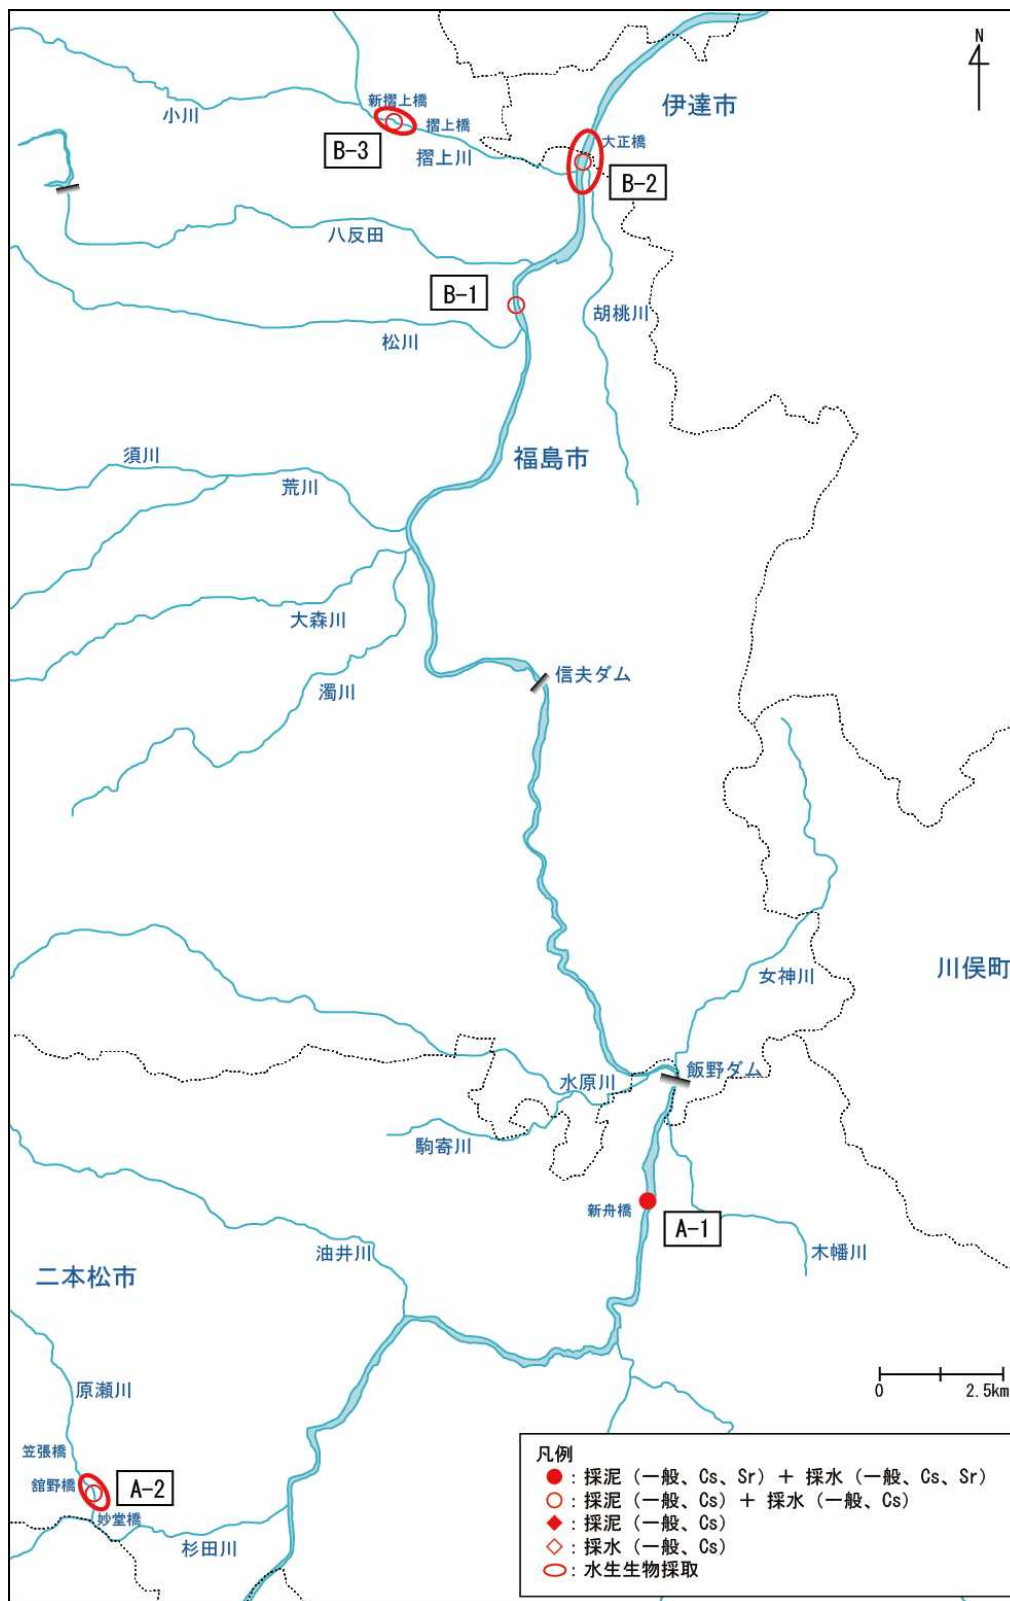 N
伊達市
新摺上橋
小川
摺上橋
大正橋
B-3
摺上川
B-2
八反田
B-1
胡桃川
松川
福島市
須川
荒川
大森川
信夫ダム
濁川
川俣町
女神川
飯野ダム
水原川
駒寄川
新舟橋
A-1
木幡川
油井川
二本松市
0 2.5km
原瀬川
笠張橋
舘野橋
A-2
妙堂橋
杉田川
凡例
●：採泥（一般、Cs、Sr）＋ 採水（一般、Cs、Sr）
○：採泥（一般、Cs）＋ 採水（一般、Cs）
◆：採泥（一般、Cs）
◇：採水（一般、Cs）
⬭：水生生物採取